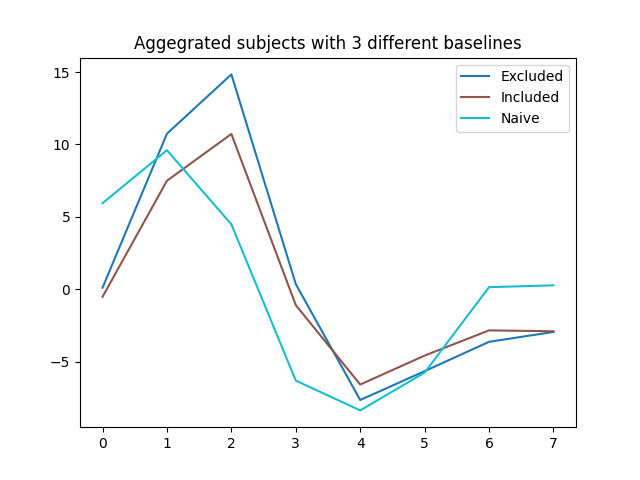 Aggegrated subjects with 3 different baselines
15
10
5
0
−5
0 1 2 3 4 5 6 7
Excluded
Included
Naive